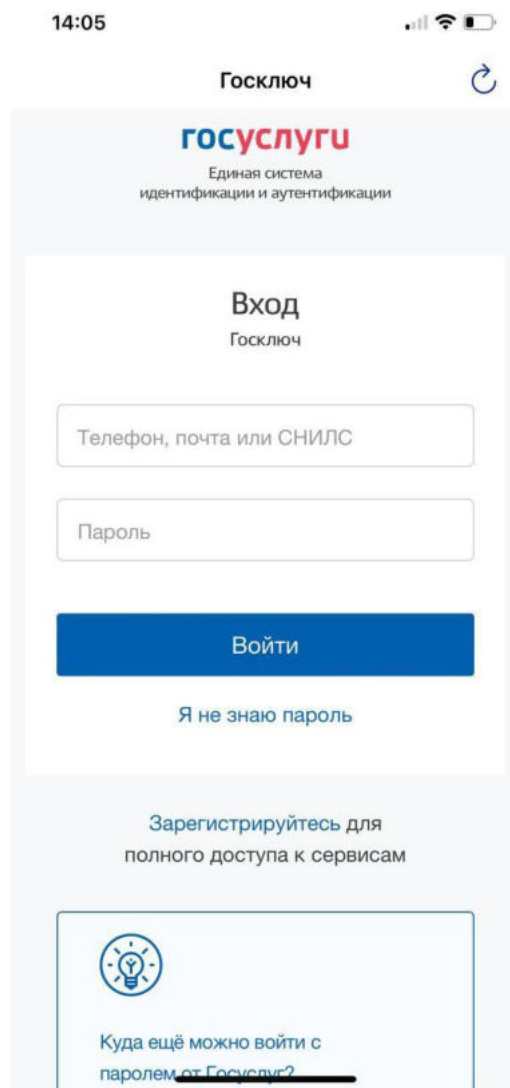 14:05
Госключ
госуслуги
Единая система
идентификации и аутентификации
Вход
Госключ
Телефон, почта или СНИЛС
Пароль
Войти
Я не знаю пароль
Зарегистрируйтесь для
полного доступа к сервисам
Куда ещё можно войти с
паролем от Госуслуг?